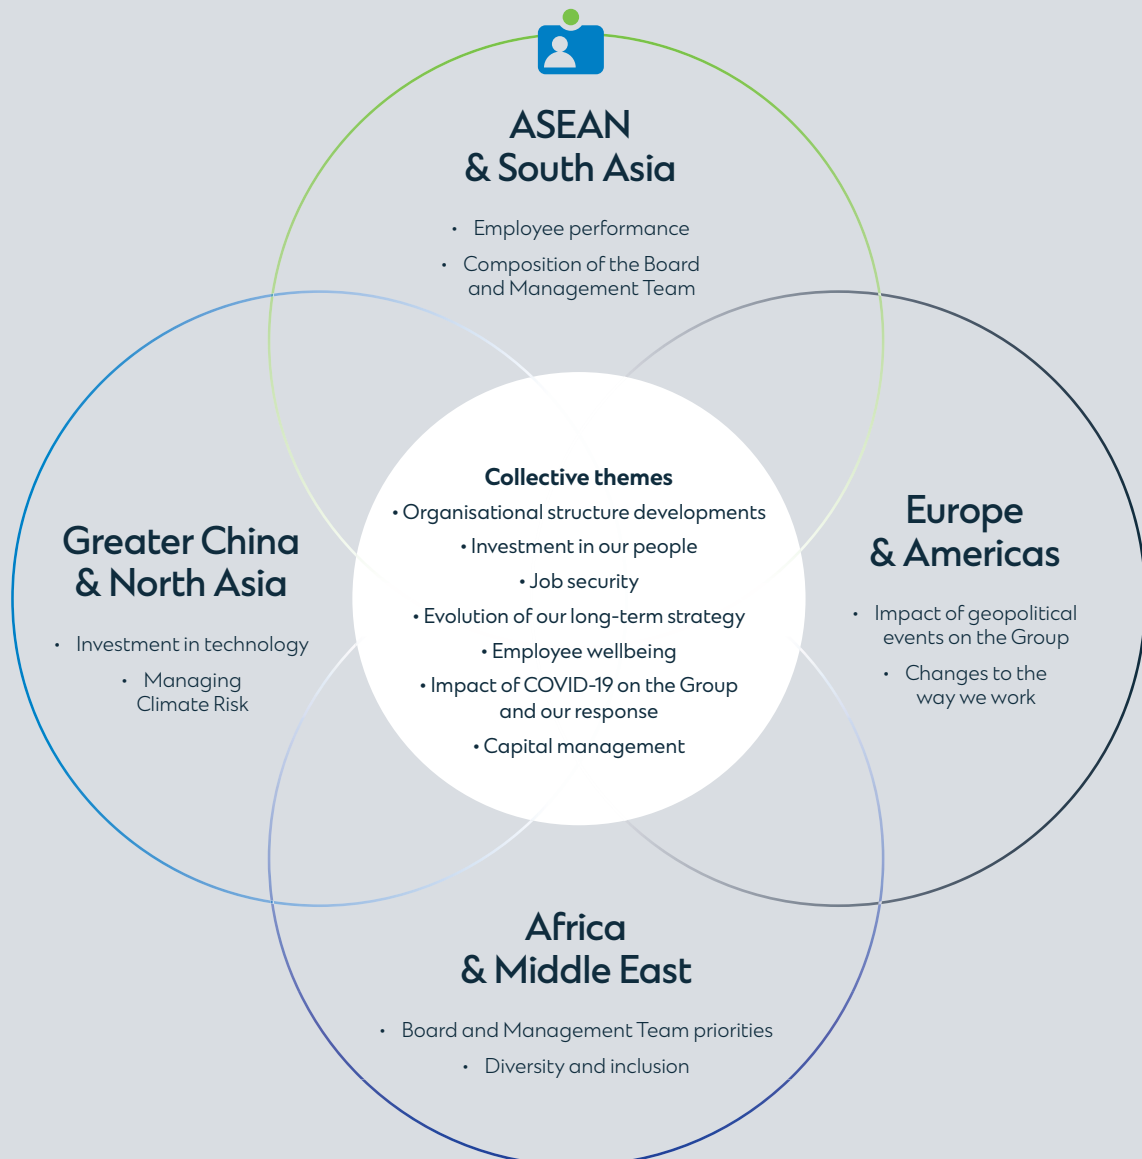 ASEAN
& South Asia
• Employee performance
• Composition of the Board
and Management Team
Greater China
& North Asia
• Investment in technology
• Managing
Climate Risk
Collective themes
• Organisational structure developments
• Investment in our people
• Job security
• Evolution of our long-term strategy
• Employee wellbeing
• Impact of COVID-19 on the Group
and our response
• Capital management
Europe
& Americas
• Impact of geopolitical
events on the Group
• Changes to the
way we work
Africa
& Middle East
• Board and Management Team priorities
• Diversity and inclusion